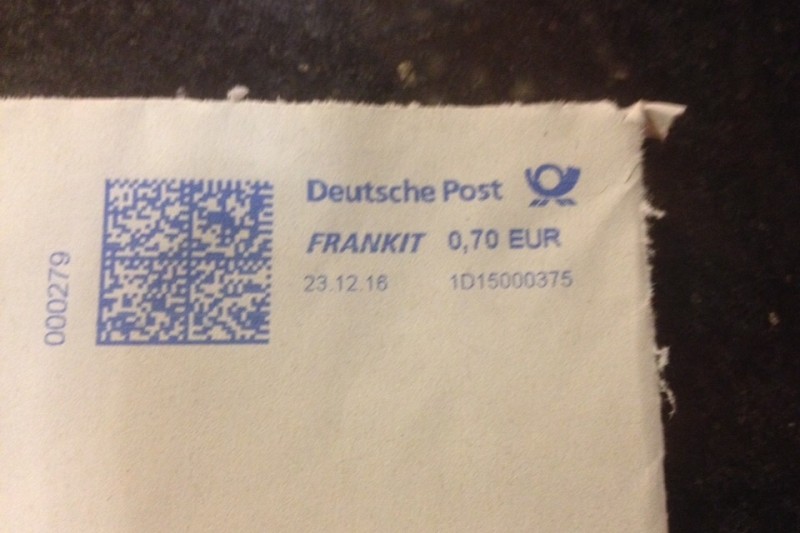 Deutsche Post
FRANKIT 0,70 EUR
23.12.16 1D15000375
000279